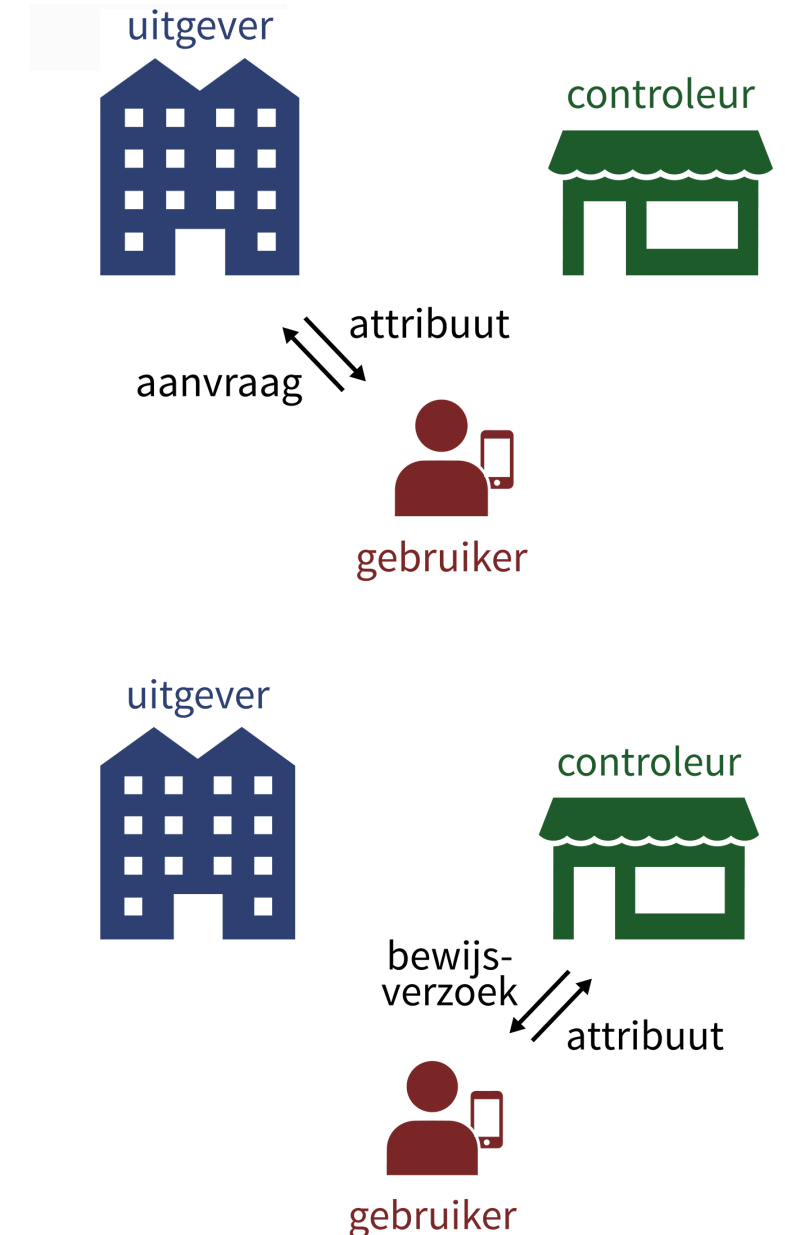 uitgever
controleur
attribuut
aanvraag
gebruiker
uitgever
controleur
bewijs-
verzoek
attribuut
gebruiker